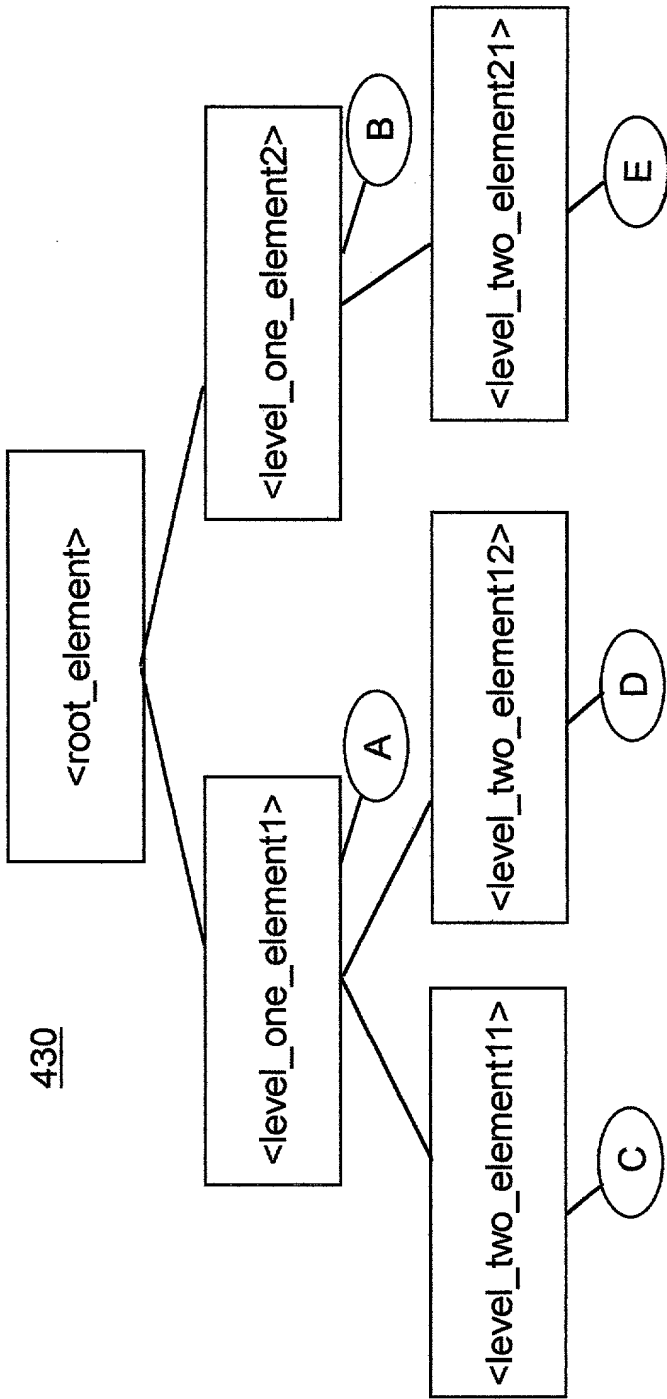 430
<root_element>
<level_one_element1>
<level_one_element2>
A
B
<level_two_element11>
<level_two_element12>
<level_two_element21>
C
D
E